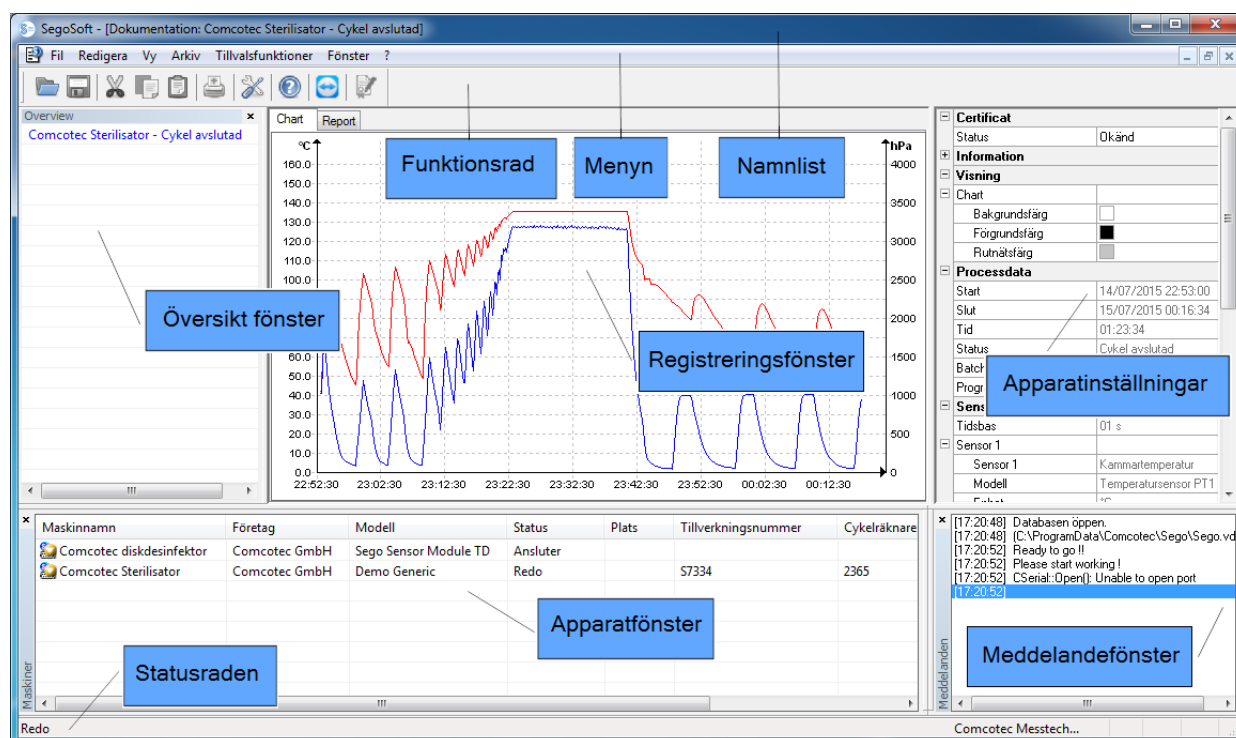 SegoSoft - [Dokumentation: Comcotec Sterilisator - Cykel avslutad]
Fil Redigera Vy Arkiv Tillvalsfunktioner Fönster ?
Overview
Comcotec Sterilisator - Cykel avslutad
Chart Report
Funktionsrad
Menyn
Namnlist
Översikt fönster
Registreringsfönster
°C
160.0
150.0
140.0
130.0
120.0
110.0
100.0
60.0
50.0
40.0
30.0
20.0
10.0
0.0
hPa
4000
3500
3000
2500
2000
1500
1000
500
0
22:52:30 23:02:30 23:12:30 23:22:30 23:32:30 23:42:30 23:52:30 00:02:30 00:12:30
Certificat
Status Okänd
Information
Visning
Chart
Bakgrundsfärg
Förgrundsfärg
Rutnätsfärg
Processdata
Start 14/07/2015 22:53:00
Slut 15/07/2015 00:16:34
Tid 01:23:34
Status Cykel avslutad
Batch
Progr
Sens
Apparatinställningar
Tidsbas 01 s
Sensor 1
Sensor 1 Kammartemperatur
Modell Temperatursensor PT1
Maskinnamn Företag Modell Status Plats Tillverkningsnummer Cykelräknare
Comcotec diskdesinfektor Comcotec GmbH Sego Sensor Module TD Ansluter
Comcotec Sterilisator Comcotec GmbH Demo Generic Redo S7334 2365
Apparatfönster
Statusraden
Maskiner
[17:20:48] Databasen öppen.
[17:20:48] (C:\ProgramData\Comcotec\Sego\Sego.vd
[17:20:52] Ready to go !!
[17:20:52] Please start working !
[17:20:52] CSerial::Open(): Unable to open port
[17:20:52]
Meddelandefönster
Meddelanden
Redo
Comcotec Messtech...